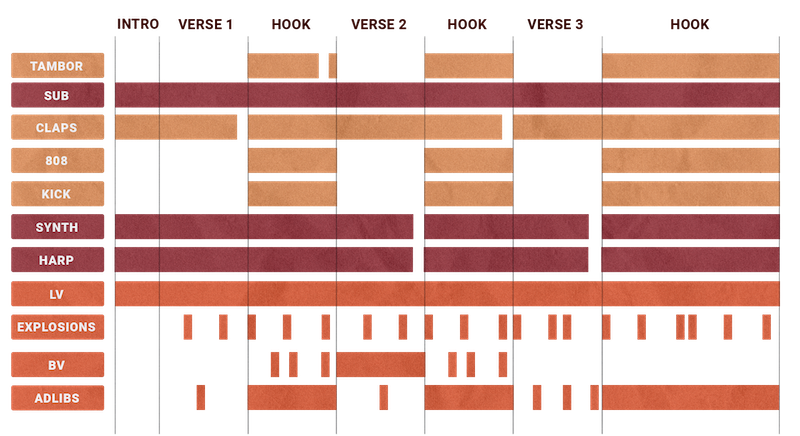 INTRO VERSE 1 HOOK VERSE 2 HOOK VERSE 3 HOOK
TAMBOR
SUB
CLAPS
808
KICK
SYNTH
HARP
LV
EXPLOSIONS
BV
ADLIBS